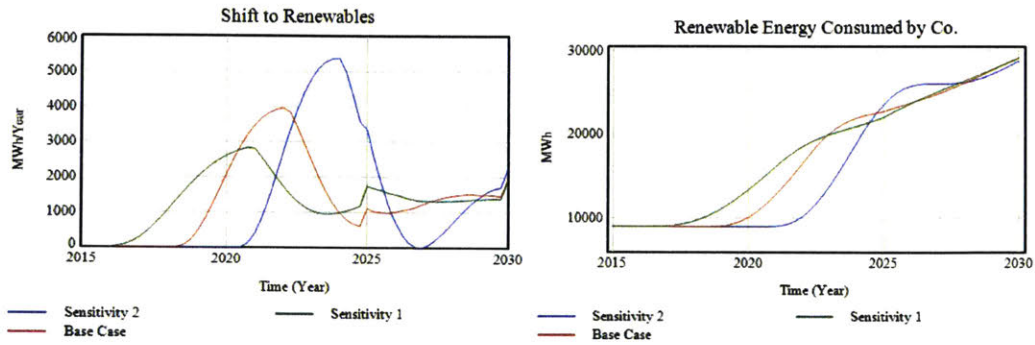 Shift to Renewables
6000
5000
4000
3000
2000
1000
0
MWh/Year
2015
2020
2025
2030
Time (Year)
Sensitivity 2
Sensitivity 1
Base Case
Renewable Energy Consumed by Co.
30000
20000
10000
MWh
2015
2020
2025
2030
Time (Year)
Sensitivity 2
Sensitivity 1
Base Case